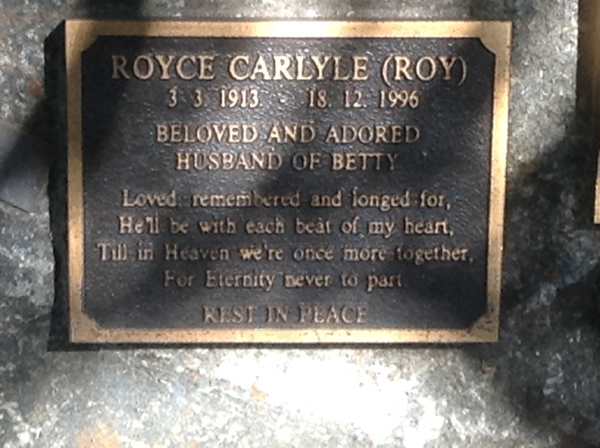 ROYCE CARLYLE (ROY)
3. 3. 1913. - 18. 12. 1996
BELOVED AND ADORED
HUSBAND OF BETTY
Loved, remembered and longed for,
He'll be with each beat of my heart,
Till in Heaven we're once more together,
For Eternity never to part
REST IN PEACE